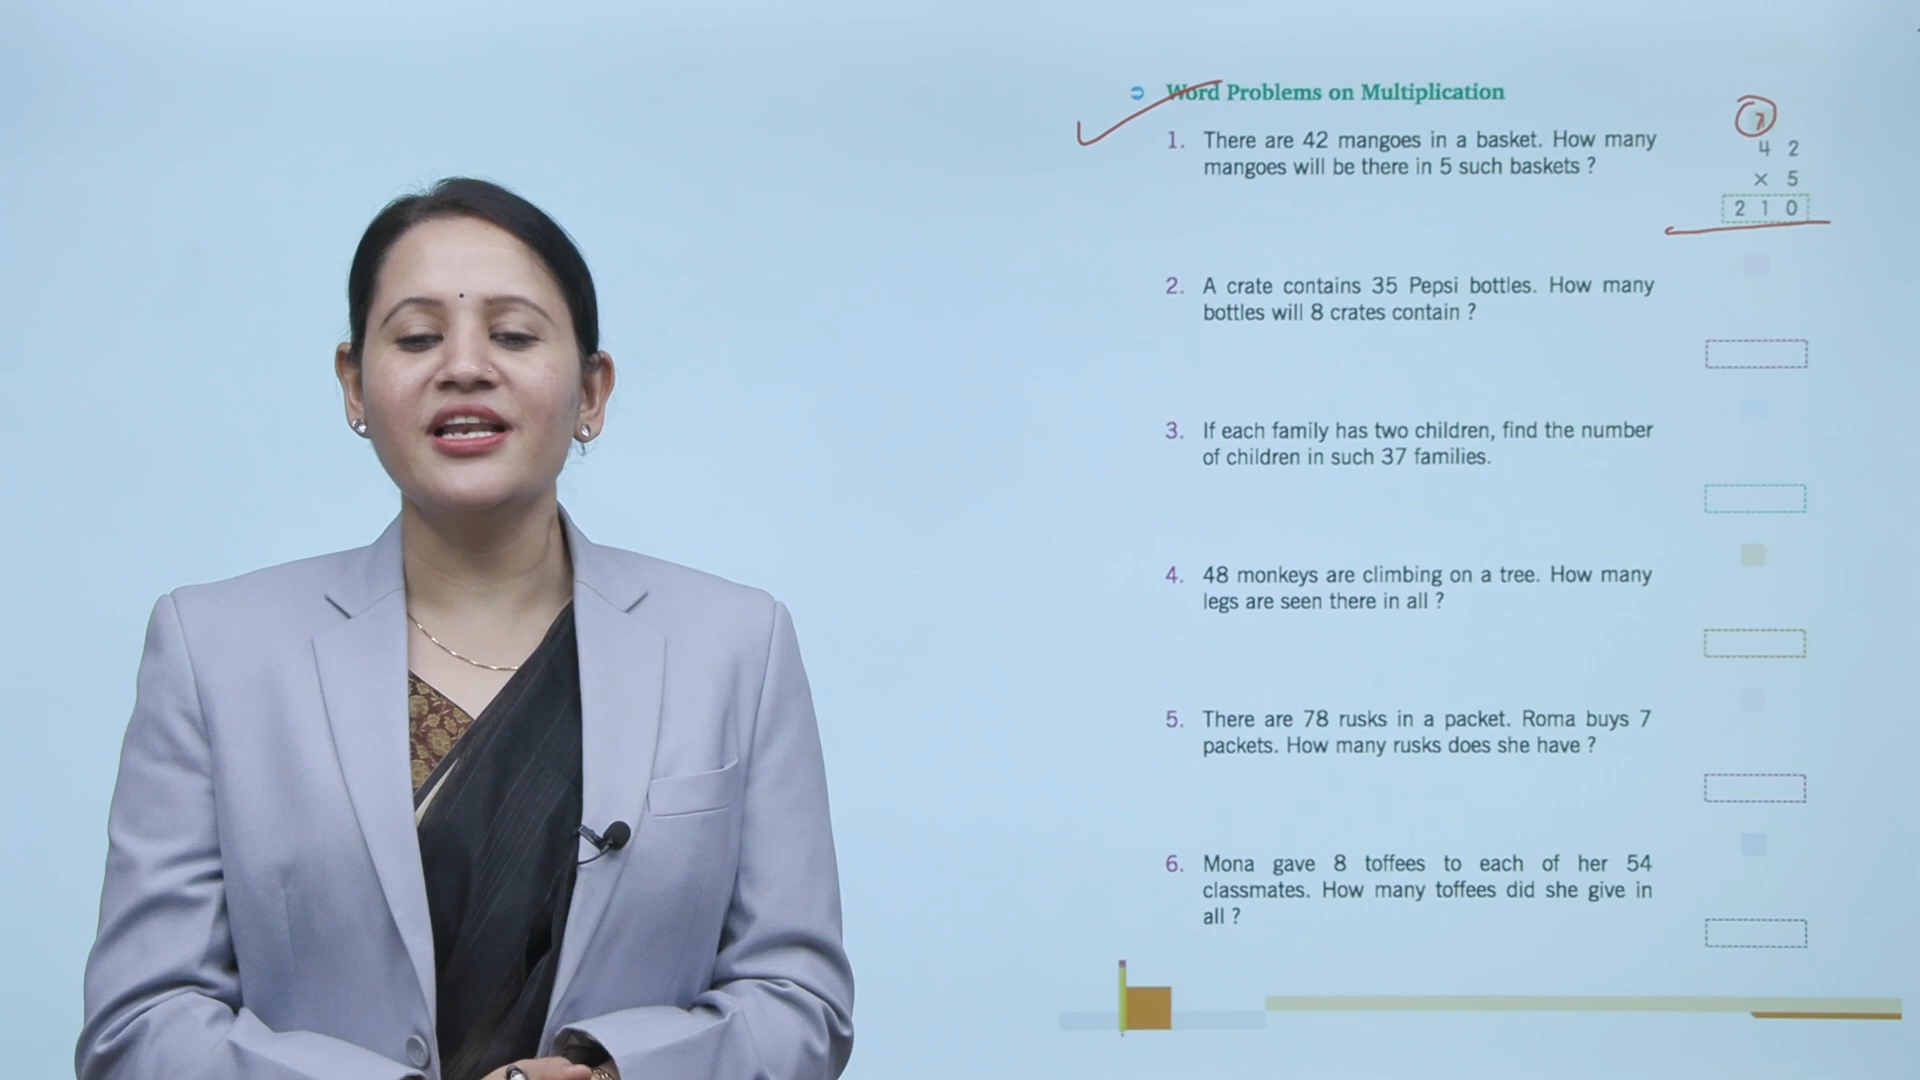 Word Problems on Multiplication
1. There are 42 mangoes in a basket. How many
mangoes will be there in 5 such baskets ?
4 2
× 5
2 1 0
2. A crate contains 35 Pepsi bottles. How many
bottles will 8 crates contain ?
3. If each family has two children, find the number
of children in such 37 families.
4. 48 monkeys are climbing on a tree. How many
legs are seen there in all ?
5. There are 78 rusks in a packet. Roma buys 7
packets. How many rusks does she have ?
6. Mona gave 8 toffees to each of her 54
classmates. How many toffees did she give in
all ?